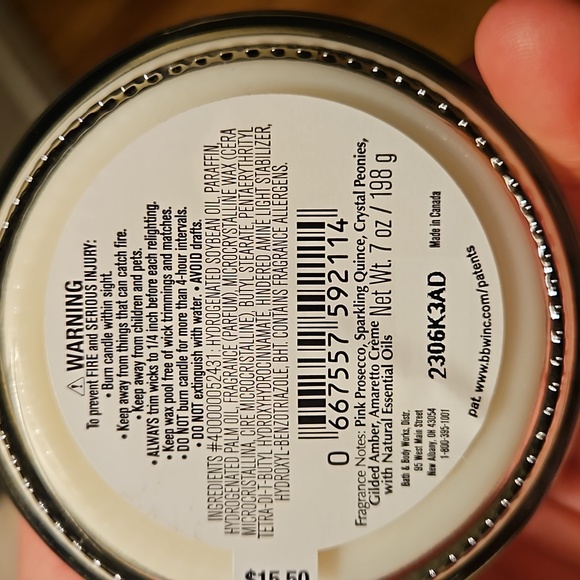 ⚠ WARNING
To prevent FIRE and SERIOUS INJURY:
• Burn candle within sight.
• Keep away from things that can catch fire.
• Keep away from children and pets.
• ALWAYS trim wicks to 1/4 inch before each relighting.
• Keep wax pool free of wick trimmings and matches.
• DO NOT burn candle for more than 4-hour intervals.
• DO NOT extinguish with water. • AVOID drafts.
INGREDIENTS #400000052431: HYDROGENATED SOYBEAN OIL, PARAFFIN,
HYDROGENATED PALM OIL, FRAGRANCE (PARFUM), MICROCRYSTALLINE WAX (CERA
MICROCRISTALLINA, CIRE MICROCRISTALLINE), BUTYL STEARATE, PENTAERYTHRITYL
TETRA-DI-T-BUTYL HYDROXYHYDROCINNAMATE, HINDERED AMINE LIGHT STABILIZER,
HYDROXYL-BENZOTRIAZOLE, BHT. CONTAINS FRAGRANCE ALLERGENS.
0 667557 592114
Fragrance Notes: Pink Prosecco, Sparkling Quince, Crystal Peonies,
Gilded Amber, Amaretto Creme
with Natural Essential Oils
Net Wt. 7 oz / 198 g
Bath & Body Works, Distr.
95 West Main Street
New Albany, OH 43054
1-800-395-1001
2306K3AD
Made in Canada
pat. www.bbwinc.com/patents
$15.50